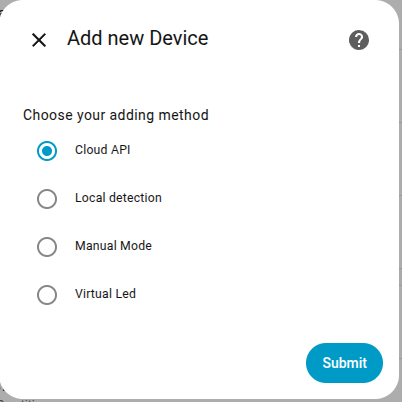 Add new Device
Choose your adding method
Cloud API
Local detection
Manual Mode
Virtual Led
Submit